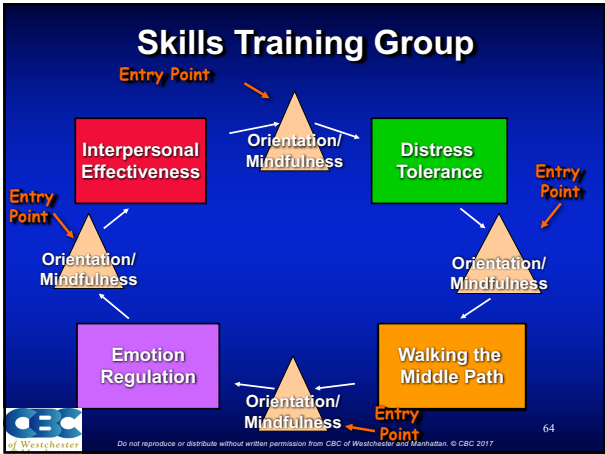 Skills Training Group
Entry Point
Orientation/
Mindfulness
Interpersonal
Effectiveness
Distress
Tolerance
Entry
Point
Entry
Point
Orientation/
Mindfulness
Orientation/
Mindfulness
Emotion
Regulation
Walking the
Middle Path
Orientation/
Mindfulness
Entry
Point
CBC
of Westchester
Do not reproduce or distribute without written permission from CBC of Westchester and Manhattan. © CBC 2017
64